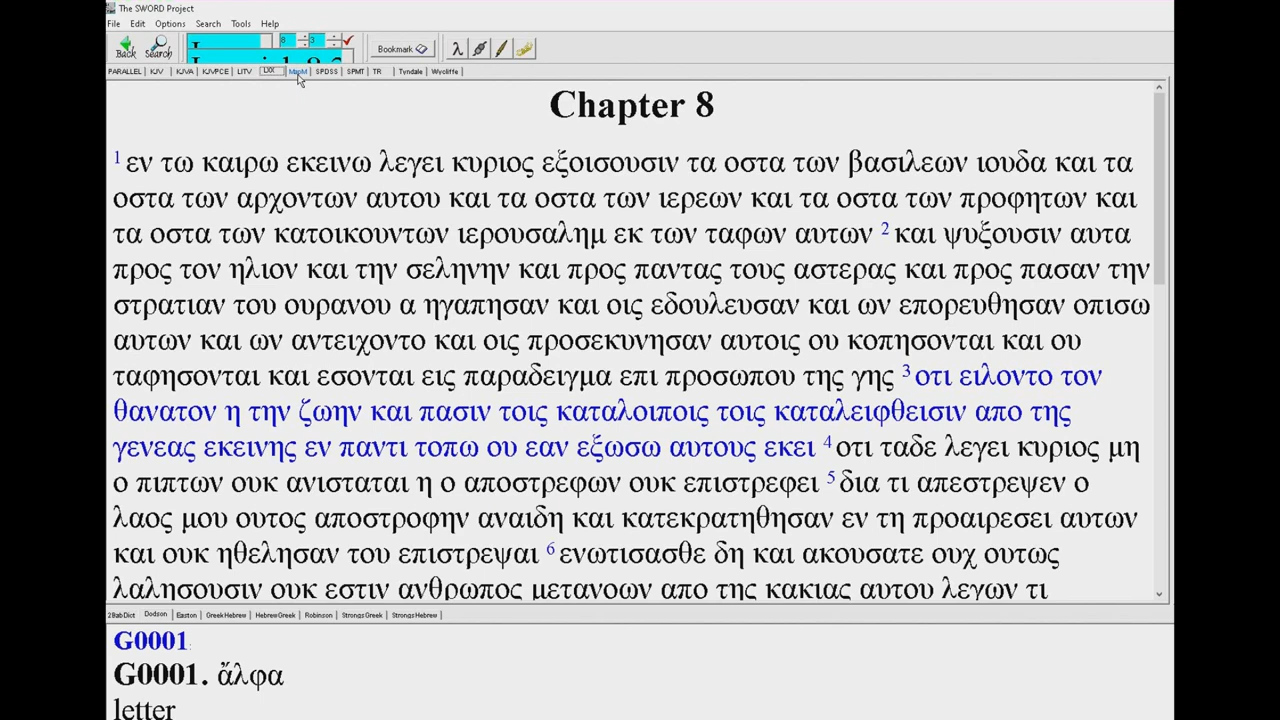 The SWORD Project
File Edit Options Search Tools Help
Back Search 8 3 Bookmark λ
PARALLEL KJV KJVA KJVPCE LITV LXX MapM SPDSS SPMT TR Tyndale Wycliffe
Chapter 8
1 εν τω καιρω εκεινω λεγει κυριος εξοισουσιν τα οστα των βασιλεων ιουδα και τα
οστα των αρχοντων αυτου και τα οστα των ιερεων και τα οστα των προφητων και
τα οστα των κατοικουντων ιερουσαλημ εκ των ταφων αυτων 2 και ψυξουσιν αυτα
προς τον ηλιον και την σεληνην και προς παντας τους αστερας και προς πασαν την
στρατιαν του ουρανου α ηγαπησαν και οις εδουλευσαν και ων επορευθησαν οπισω
αυτων και ων αντειχοντο και οις προσεκυνησαν αυτοις ου κοπησονται και ου
ταφησονται και εσονται εις παραδειγμα επι προσωπου της γης 3 οτι ειλοντο τον
θανατον η την ζωην και πασιν τοις καταλοιποις τοις καταλειφθεισιν απο της
γενεας εκεινης εν παντι τοπω ου εαν εξωσω αυτους εκει 4 οτι ταδε λεγει κυριος μη
ο πιπτων ουκ ανισταται η ο αποστρεφων ουκ επιστρεφει 5 δια τι απεστρεψεν ο
λαος μου ουτος αποστροφην αναιδη και κατεκρατηθησαν εν τη προαιρεσει αυτων
και ουκ ηθελησαν του επιστρεψαι 6 ενωτισασθε δη και ακουσατε ουχ ουτως
λαλησουσιν ουκ εστιν ανθρωπος μετανοων απο της κακιας αυτου λεγων τι
2BabDict Dodson Easton GreekHebrew HebrewGreek Robinson StrongsGreek StrongsHebrew
G0001
G0001. ἄλφα
letter